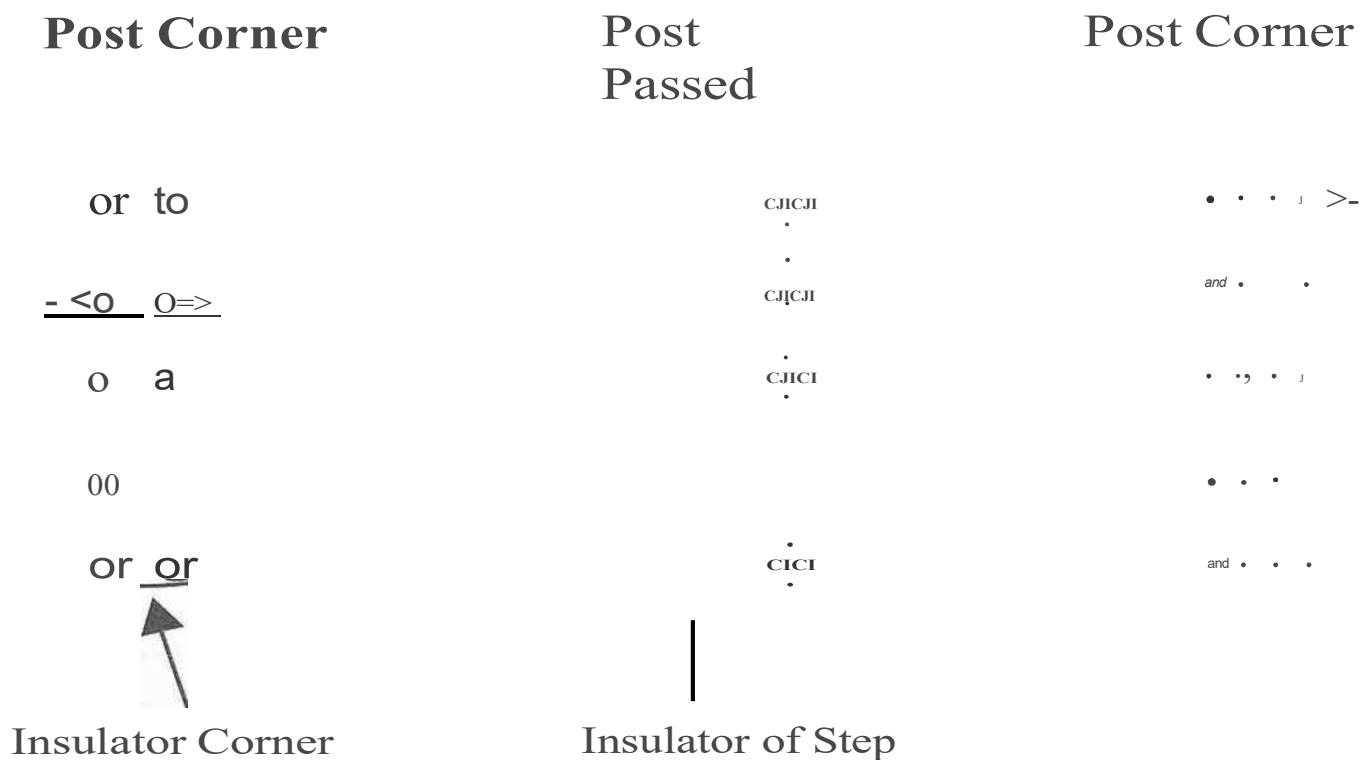 Post Corner
Post
Passed
Post Corner
or to
CJICJI
• • • J >-
- <o O=>
CJICJI
and • •
o a
CJICI
• •, • J
00
• • •
or or
CICI
and • • •
Insulator Corner
Insulator of Step